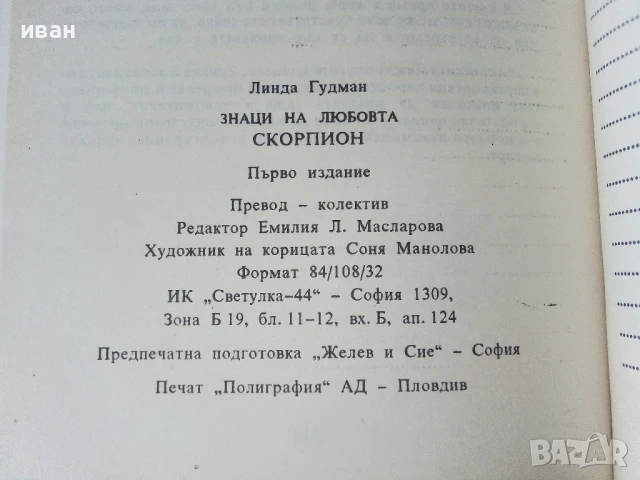 иван
Линда Гудман
ЗНАЦИ НА ЛЮБОВТА
СКОРПИОН
Първо издание
Превод – колектив
Редактор Емилия Л. Масларова
Художник на корицата Соня Манолова
Формат 84/108/32
ИК „Светулка–44“ – София 1309,
Зона Б 19, бл. 11–12, вх. Б, ап. 124
Предпечатна подготовка „Желев и Сие“ – София
Печат „Полиграфия“ АД – Пловдив
BAZAR